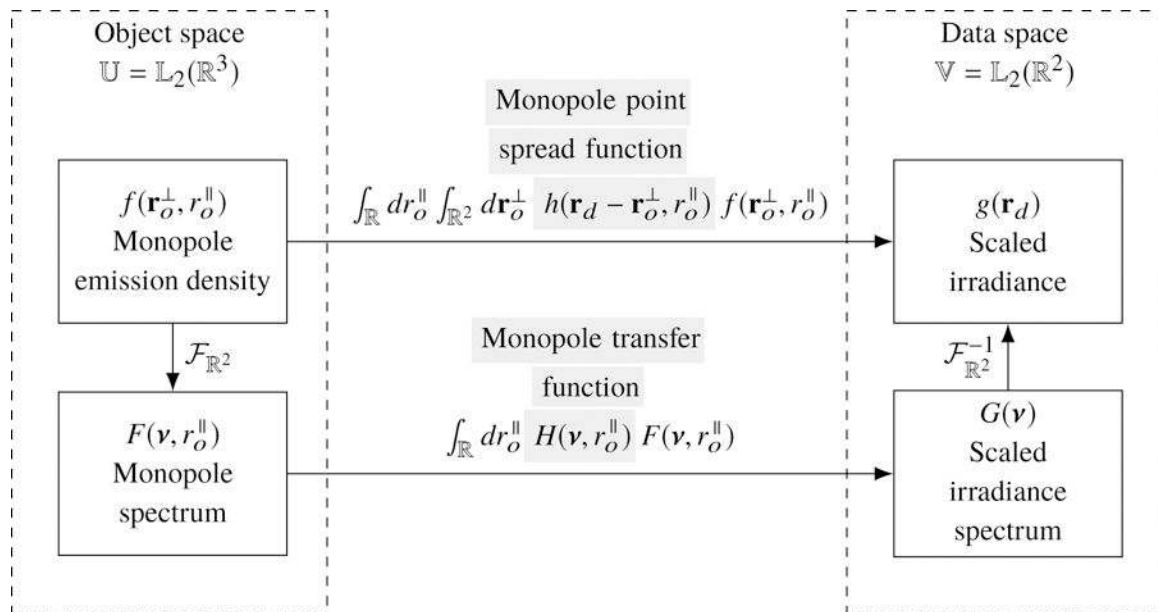 Object space
𝕌 = 𝕃₂(ℝ³)
Data space
𝕍 = 𝕃₂(ℝ²)
Monopole point
spread function
∫_ℝ dr_o^∥ ∫_ℝ² d𝐫_o^⊥ h(𝐫_d − 𝐫_o^⊥, r_o^∥) f(𝐫_o^⊥, r_o^∥)
f(𝐫_o^⊥, r_o^∥)
Monopole
emission density
g(𝐫_d)
Scaled
irradiance
ℱ_ℝ²
ℱ_ℝ²^−1
Monopole transfer
function
∫_ℝ dr_o^∥ H(𝝂, r_o^∥) F(𝝂, r_o^∥)
F(𝝂, r_o^∥)
Monopole
spectrum
G(𝝂)
Scaled
irradiance
spectrum